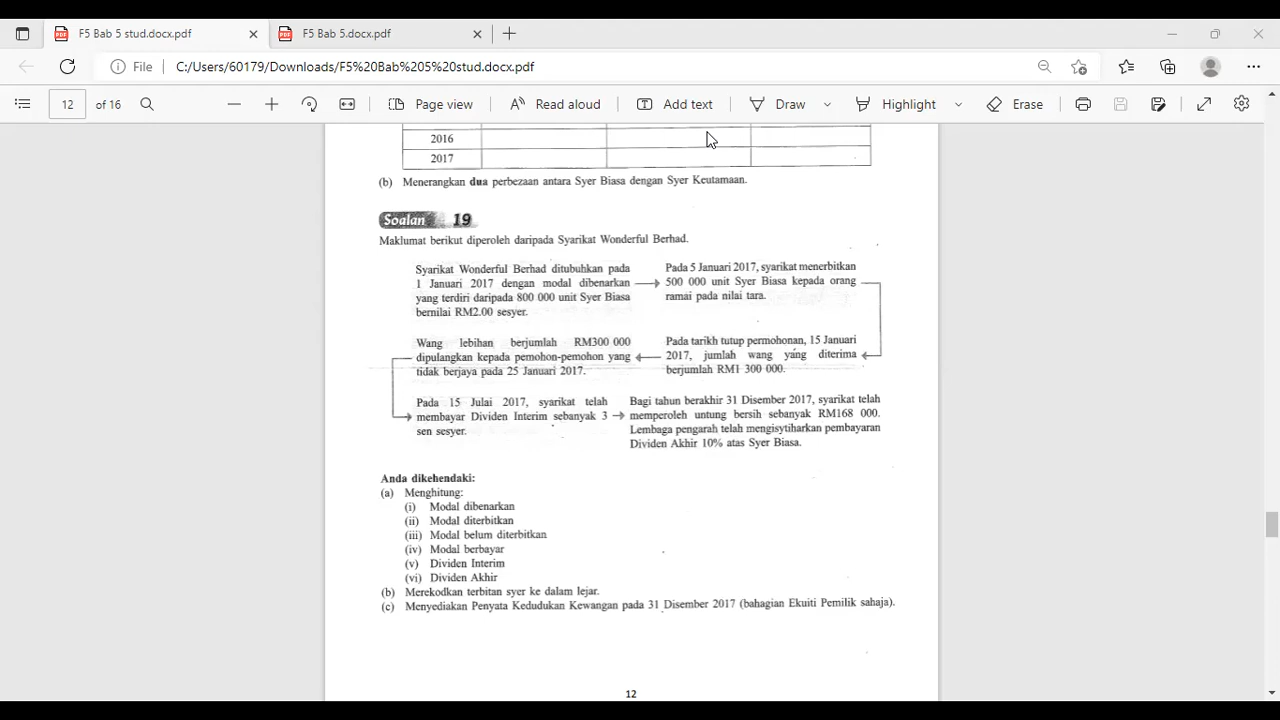 F5 Bab 5 stud.docx.pdf
F5 Bab 5.docx.pdf
File
C:/Users/60179/Downloads/F5%20Bab%205%20stud.docx.pdf
12 of 16
Page view
Read aloud
Add text
Draw
Highlight
Erase
2016
2017
(b) Menerangkan dua perbezaan antara Syer Biasa dengan Syer Keutamaan.
Soalan 19
Maklumat berikut diperoleh daripada Syarikat Wonderful Berhad.
Syarikat Wonderful Berhad ditubuhkan pada
1 Januari 2017 dengan modal dibenarkan
yang terdiri daripada 800 000 unit Syer Biasa
bernilai RM2.00 sesyer.
Pada 5 Januari 2017, syarikat menerbitkan
500 000 unit Syer Biasa kepada orang
ramai pada nilai tara.
Wang lebihan berjumlah RM300 000
dipulangkan kepada pemohon-pemohon yang
tidak berjaya pada 25 Januari 2017.
Pada tarikh tutup permohonan, 15 Januari
2017, jumlah wang yang diterima
berjumlah RM1 300 000.
Pada 15 Julai 2017, syarikat telah
membayar Dividen Interim sebanyak 3
sen sesyer.
Bagi tahun berakhir 31 Disember 2017, syarikat telah
memperoleh untung bersih sebanyak RM168 000.
Lembaga pengarah telah mengisytiharkan pembayaran
Dividen Akhir 10% atas Syer Biasa.
Anda dikehendaki:
(a) Menghitung:
(i) Modal dibenarkan
(ii) Modal diterbitkan
(iii) Modal belum diterbitkan
(iv) Modal berbayar
(v) Dividen Interim
(vi) Dividen Akhir
(b) Merekodkan terbitan syer ke dalam lejar.
(c) Menyediakan Penyata Kedudukan Kewangan pada 31 Disember 2017 (bahagian Ekuiti Pemilik sahaja).
12